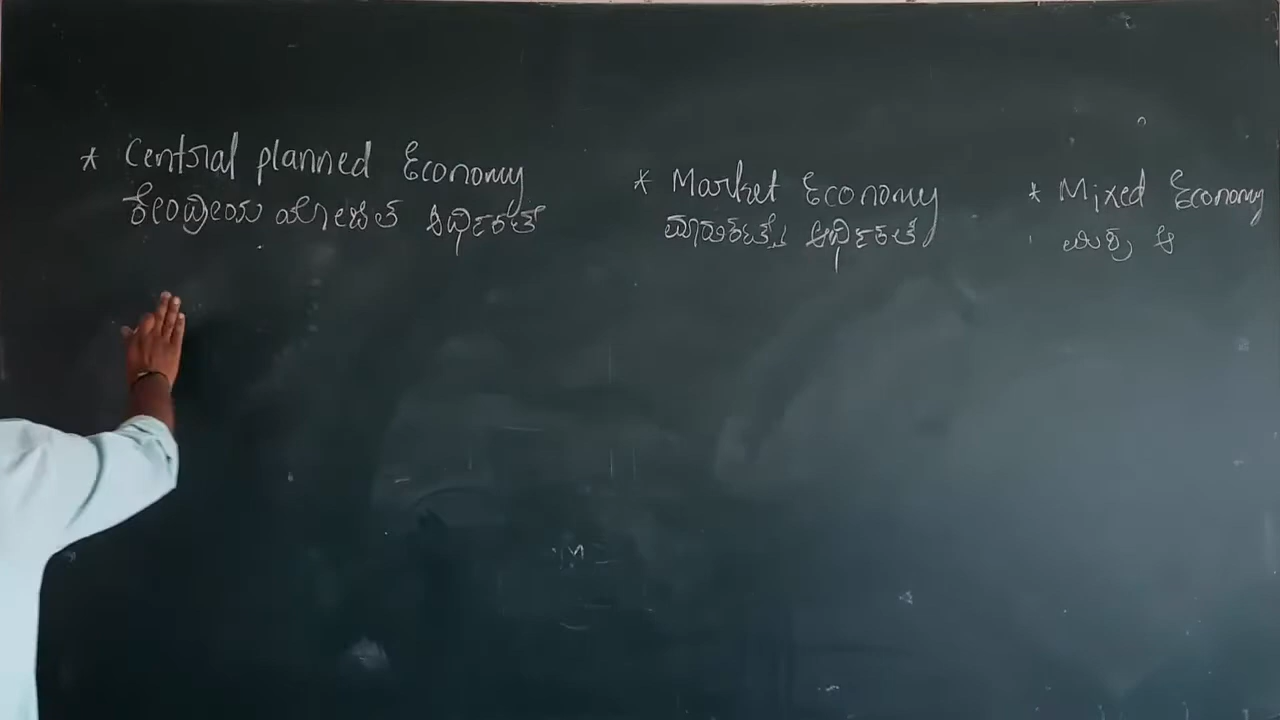 * Central planned Economy
ಕೇಂದ್ರೀಯ ಯೋಜಿತ ಆರ್ಥಿಕತೆ
* Market Economy
ಮಾರುಕಟ್ಟೆ ಆರ್ಥಿಕತೆ
* Mixed Economy
ಮಿಶ್ರ ಆ